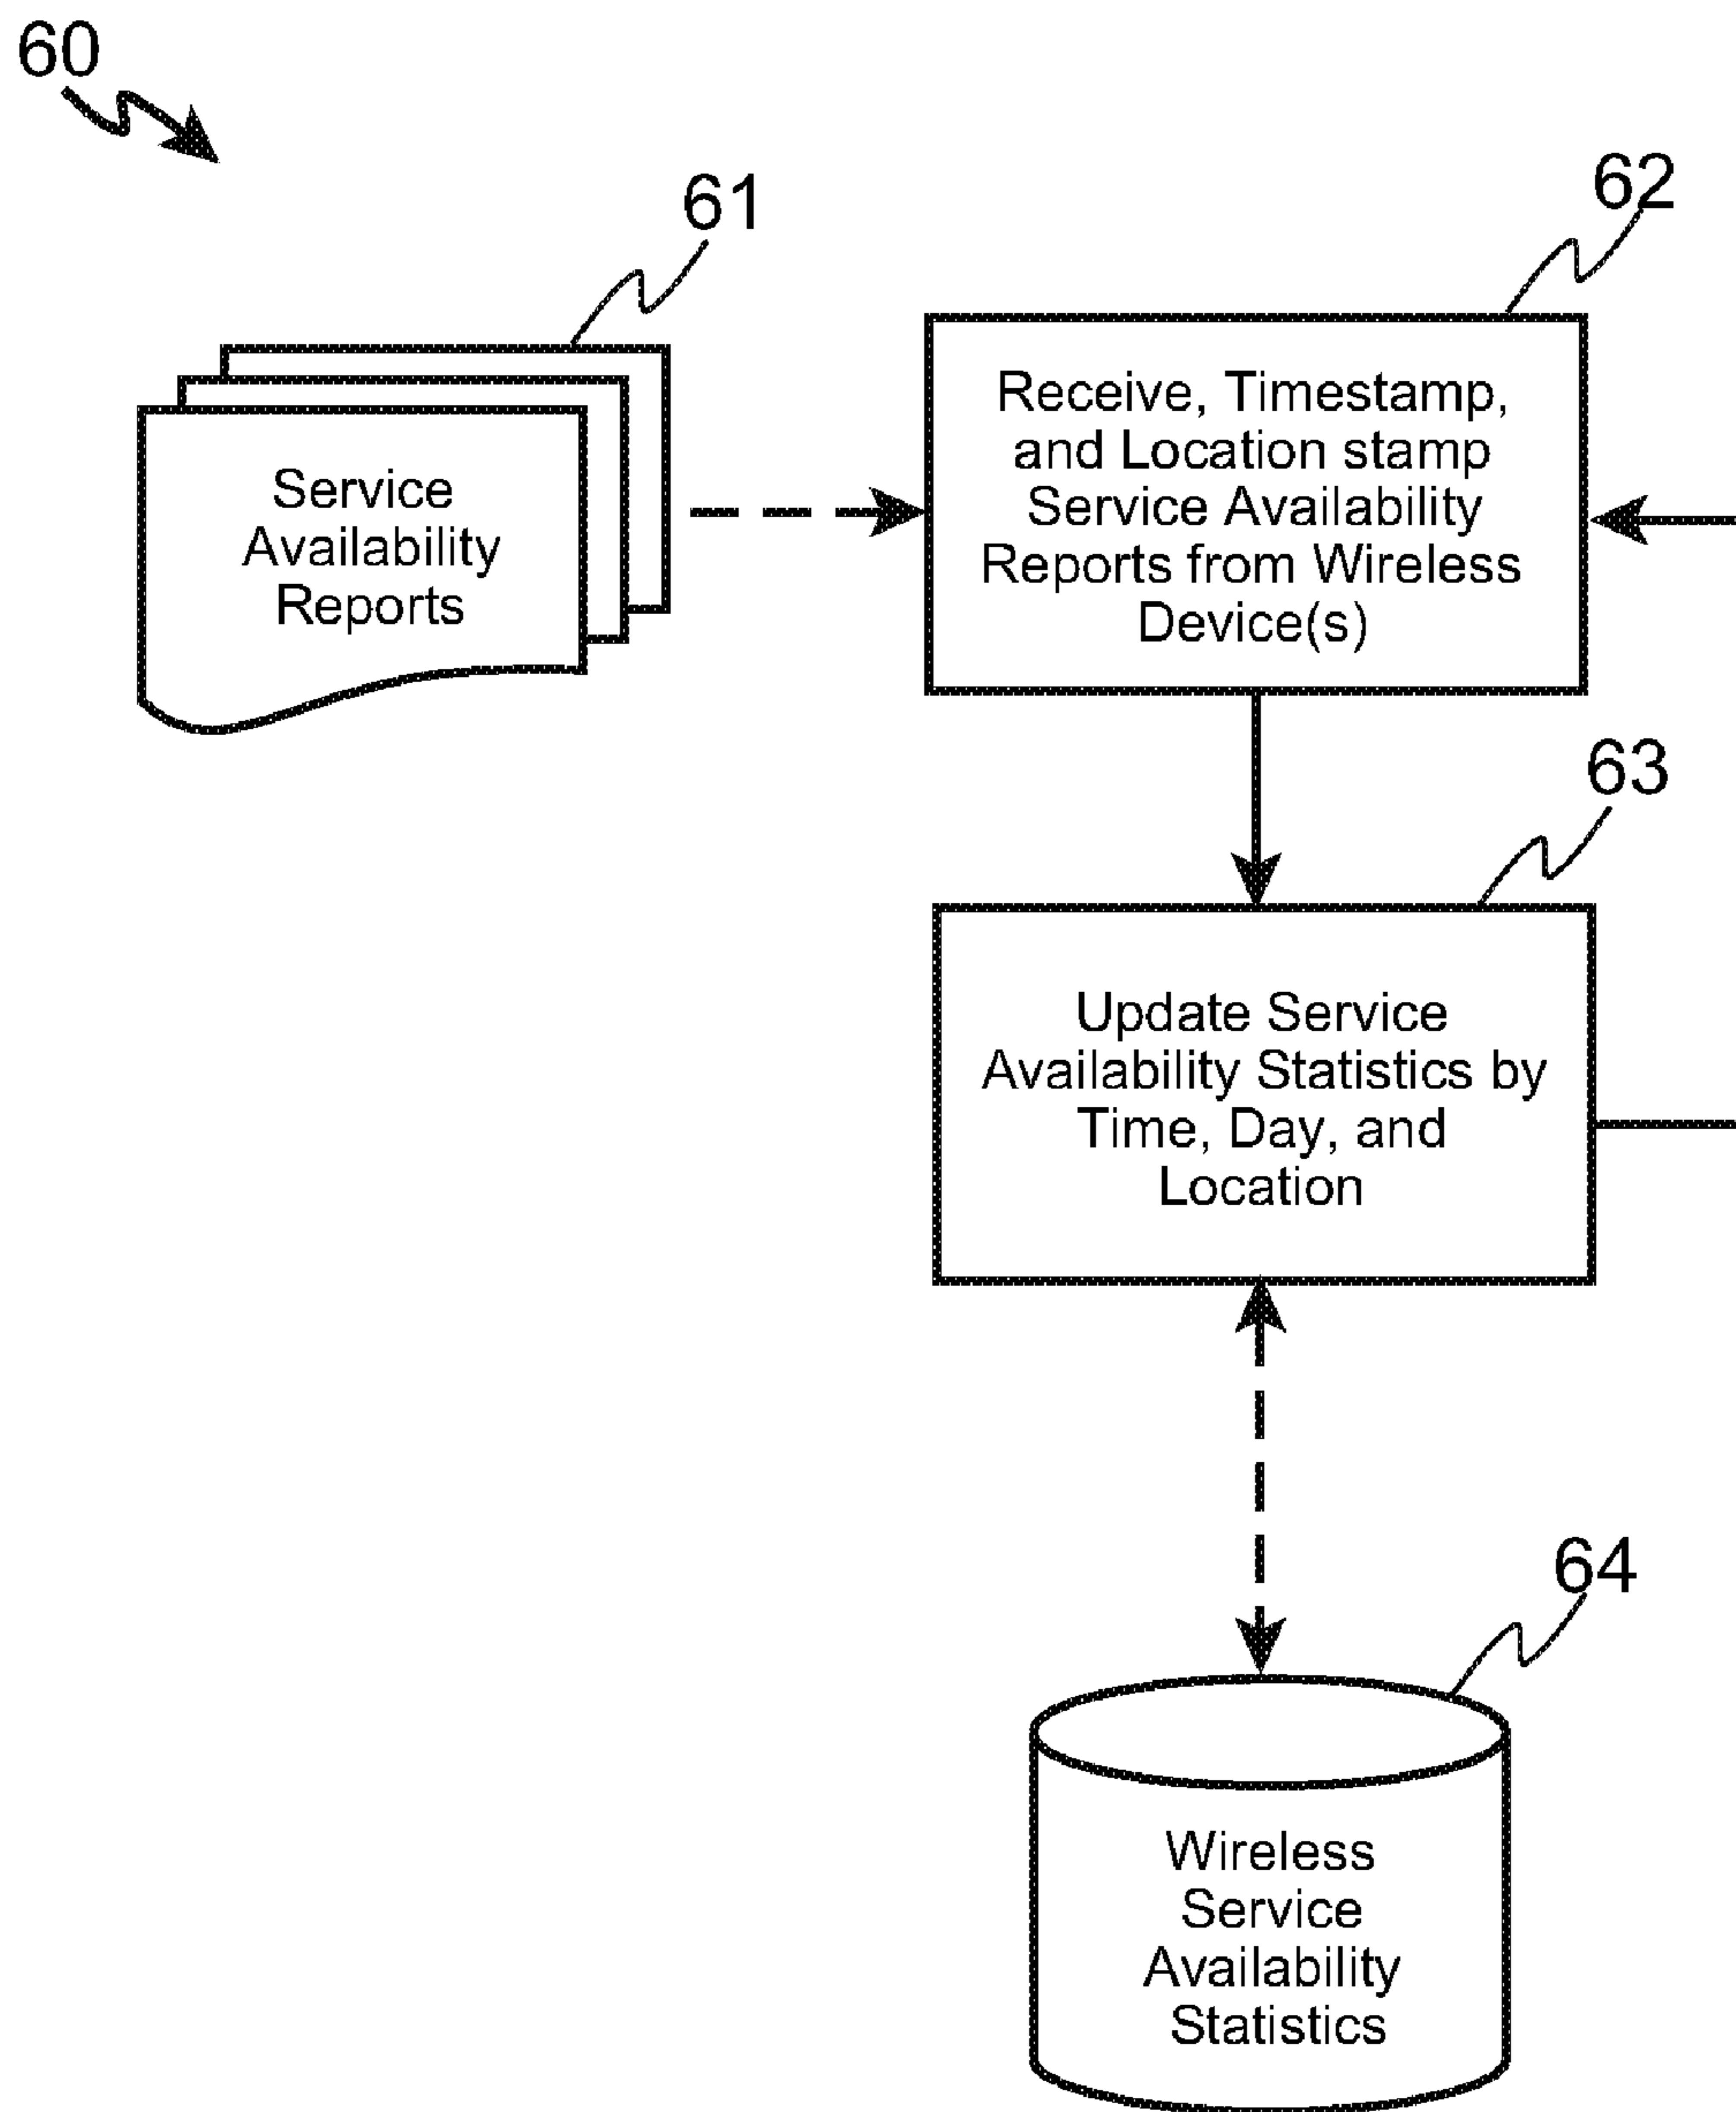 60
61
62
Service
Availability
Reports
Receive, Timestamp,
and Location stamp
Service Availability
Reports from Wireless
Device(s)
63
Update Service
Availability Statistics by
Time, Day, and
Location
64
Wireless
Service
Availability
Statistics